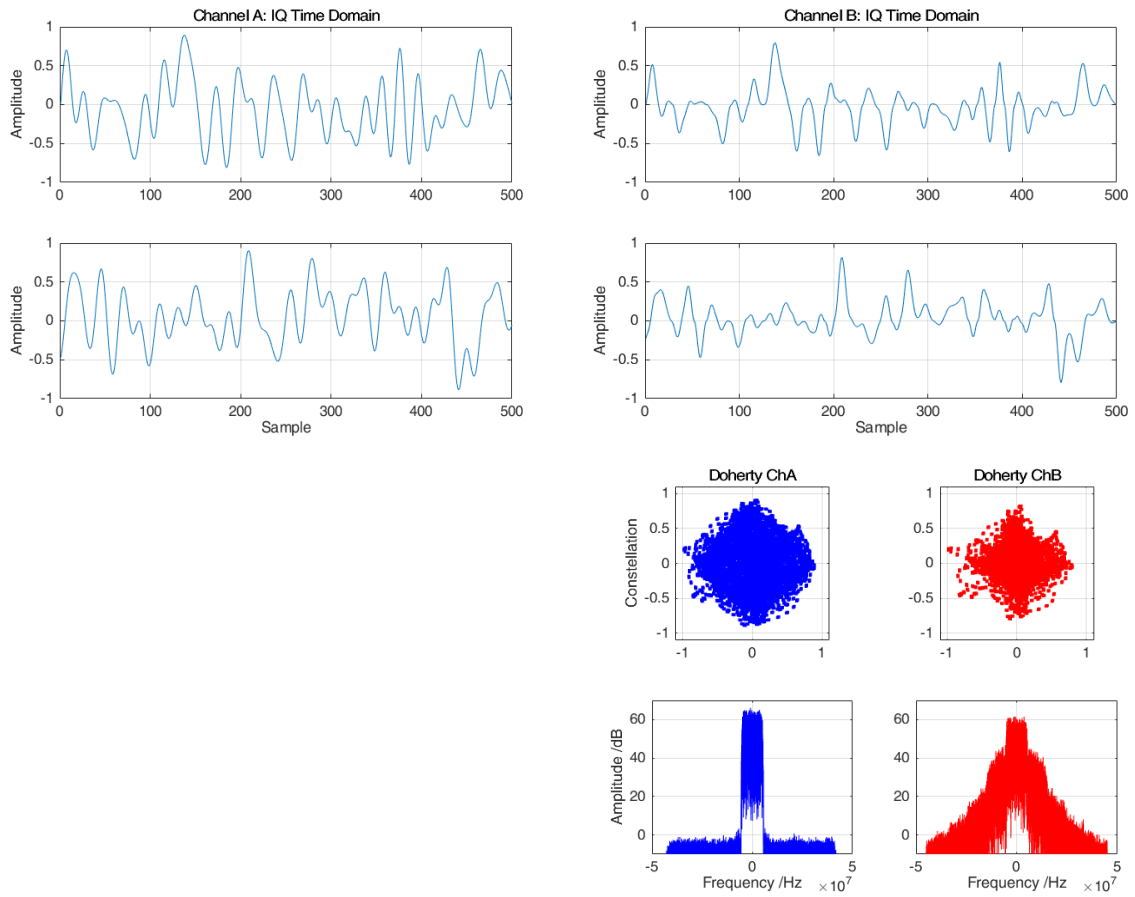 Channel A: IQ Time Domain
Amplitude
1
0.5
0
-0.5
-1
0 100 200 300 400 500
Channel B: IQ Time Domain
Amplitude
1
0.5
0
-0.5
-1
0 100 200 300 400 500
Amplitude
1
0.5
0
-0.5
-1
0 100 200 300 400 500
Sample
Amplitude
1
0.5
0
-0.5
-1
0 100 200 300 400 500
Sample
Doherty ChA
Constellation
1
0.5
0
-0.5
-1
-1 0 1
Doherty ChB
1
0.5
0
-0.5
-1
-1 0 1
Amplitude /dB
60
40
20
0
-5 0 5
Frequency /Hz ×10^7
60
40
20
0
-5 0 5
Frequency /Hz ×10^7